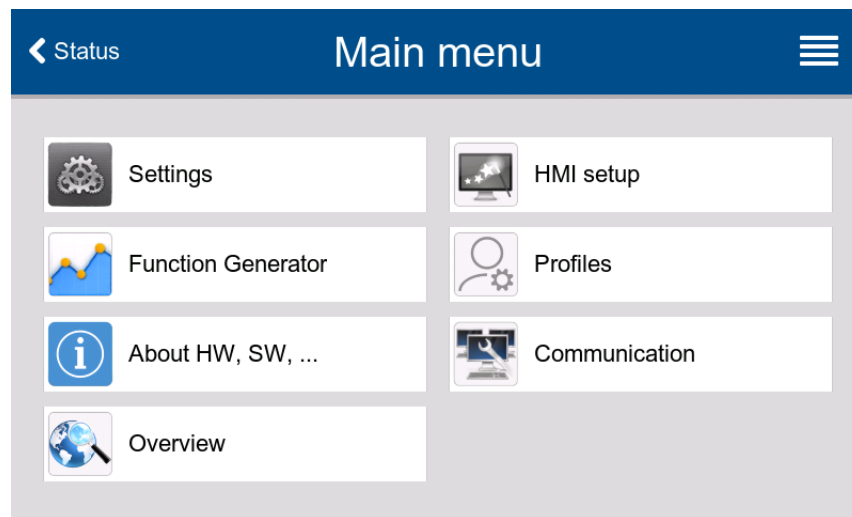 Status
Main menu
Settings
HMI setup
Function Generator
Profiles
About HW, SW, ...
Communication
Overview